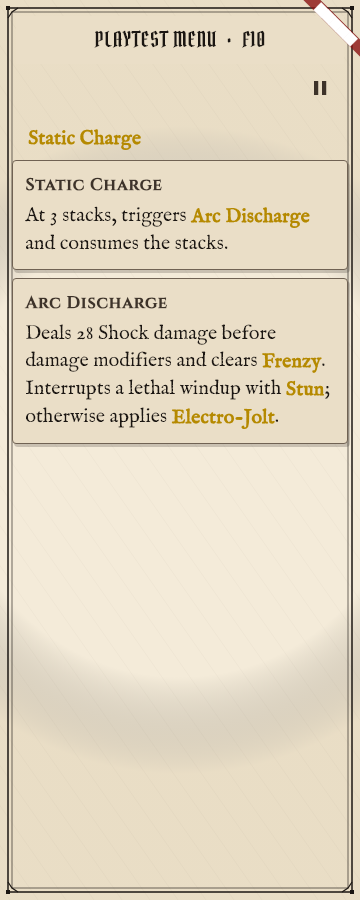 PLAYTEST MENU · F10
Static Charge
Static Charge
At 3 stacks, triggers Arc Discharge
and consumes the stacks.
Arc Discharge
Deals 28 Shock damage before
damage modifiers and clears Frenzy.
Interrupts a lethal windup with Stun;
otherwise applies Electro-Jolt.